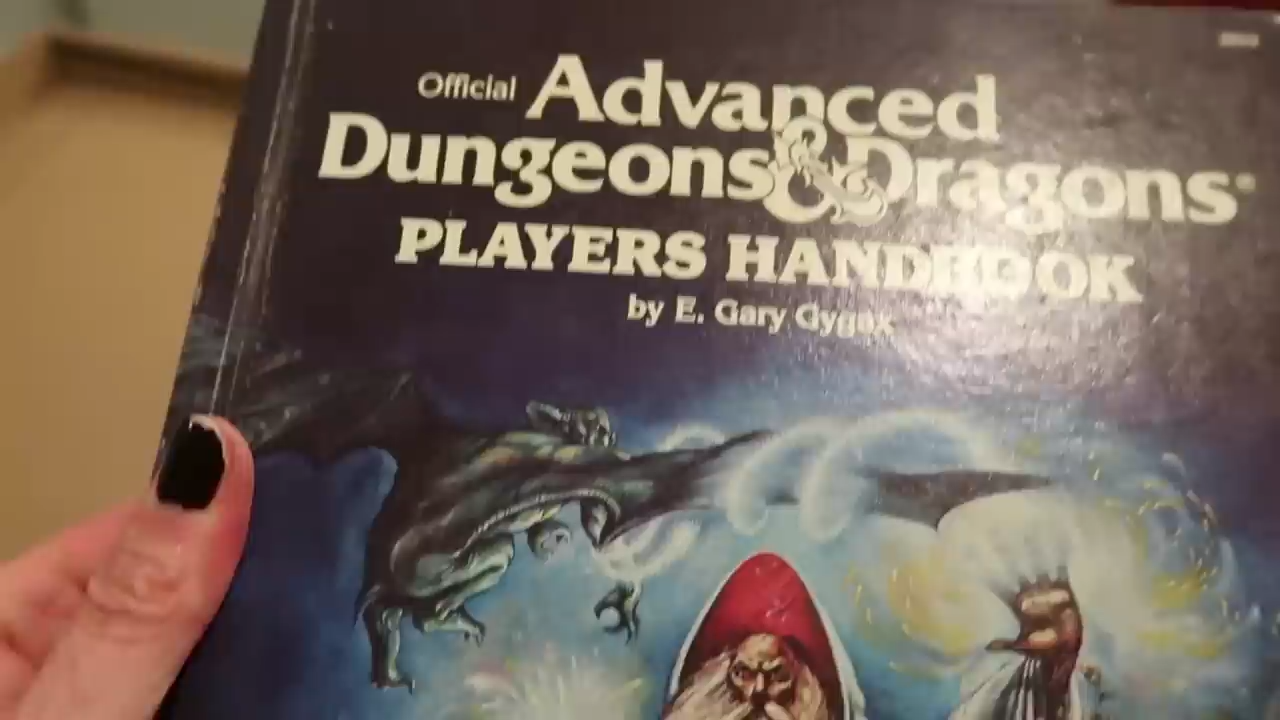 Official Advanced
Dungeons & Dragons®
PLAYERS HANDBOOK
by E. Gary Gygax